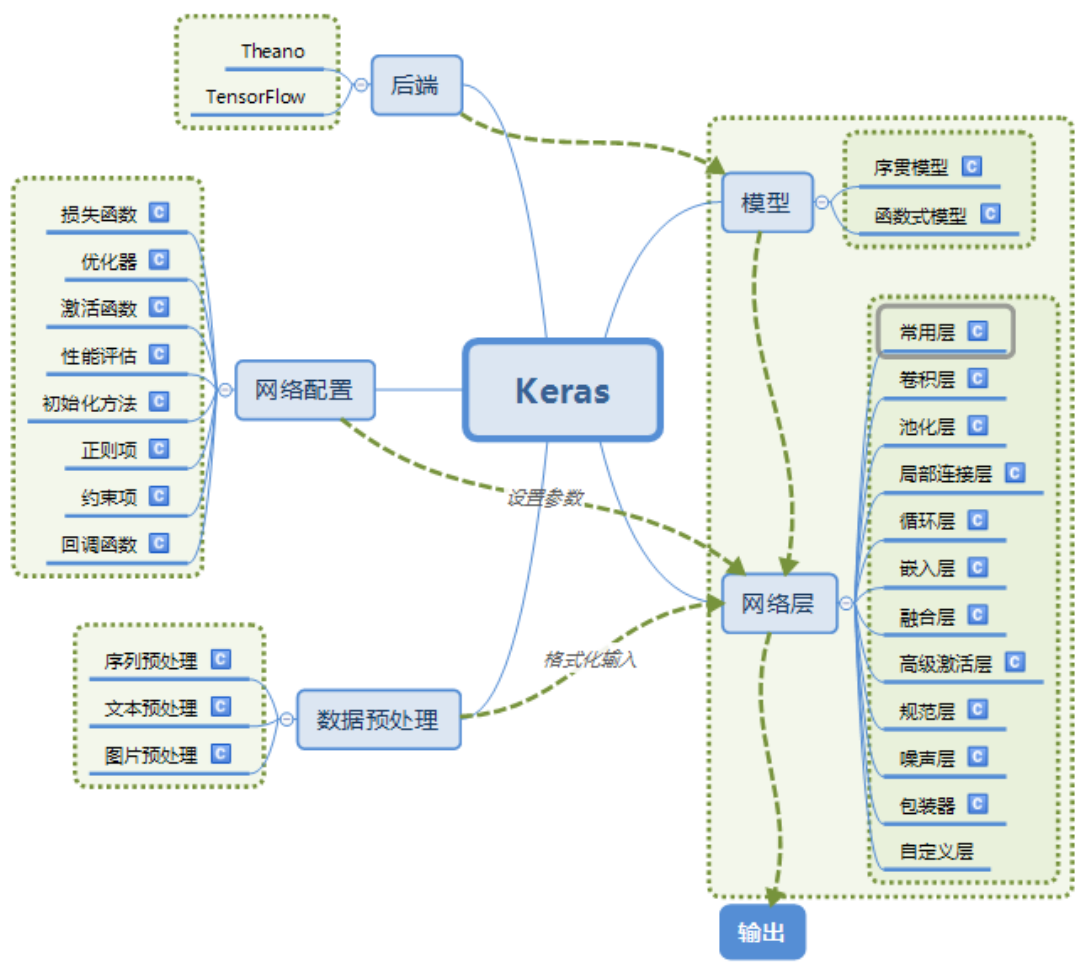 Theano
TensorFlow
后端
模型
序贯模型 C
函数式模型 C
损失函数 C
优化器 C
激活函数 C
性能评估 C
初始化方法 C
正则项 C
约束项 C
回调函数 C
网络配置
Keras
设置参数
常用层 C
卷积层 C
池化层 C
局部连接层 C
循环层 C
嵌入层 C
融合层 C
高级激活层 C
规范层 C
噪声层 C
包装器 C
自定义层
网络层
格式化输入
序列预处理 C
文本预处理 C
图片预处理 C
数据预处理
输出